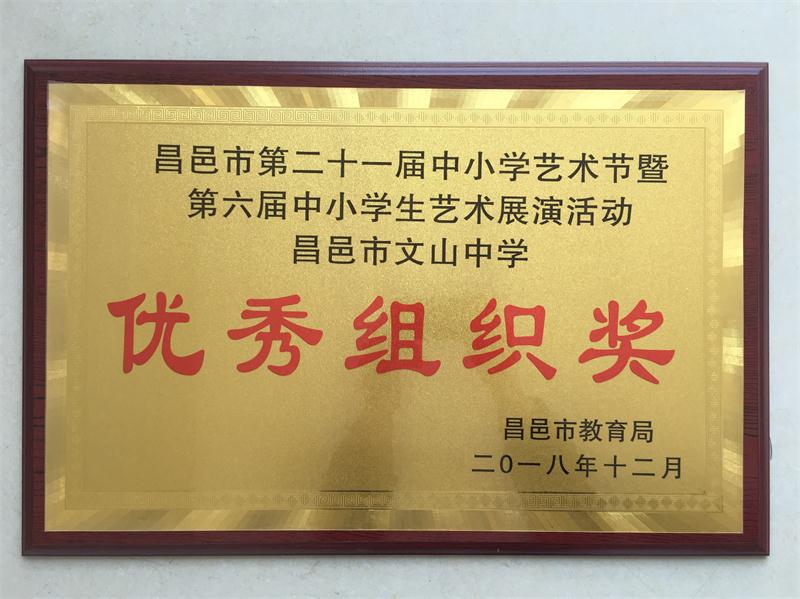 昌邑市第二十一届中小学艺术节暨
第六届中小学生艺术展演活动
昌邑市文山中学
优秀组织奖
昌邑市教育局
二0一八年十二月